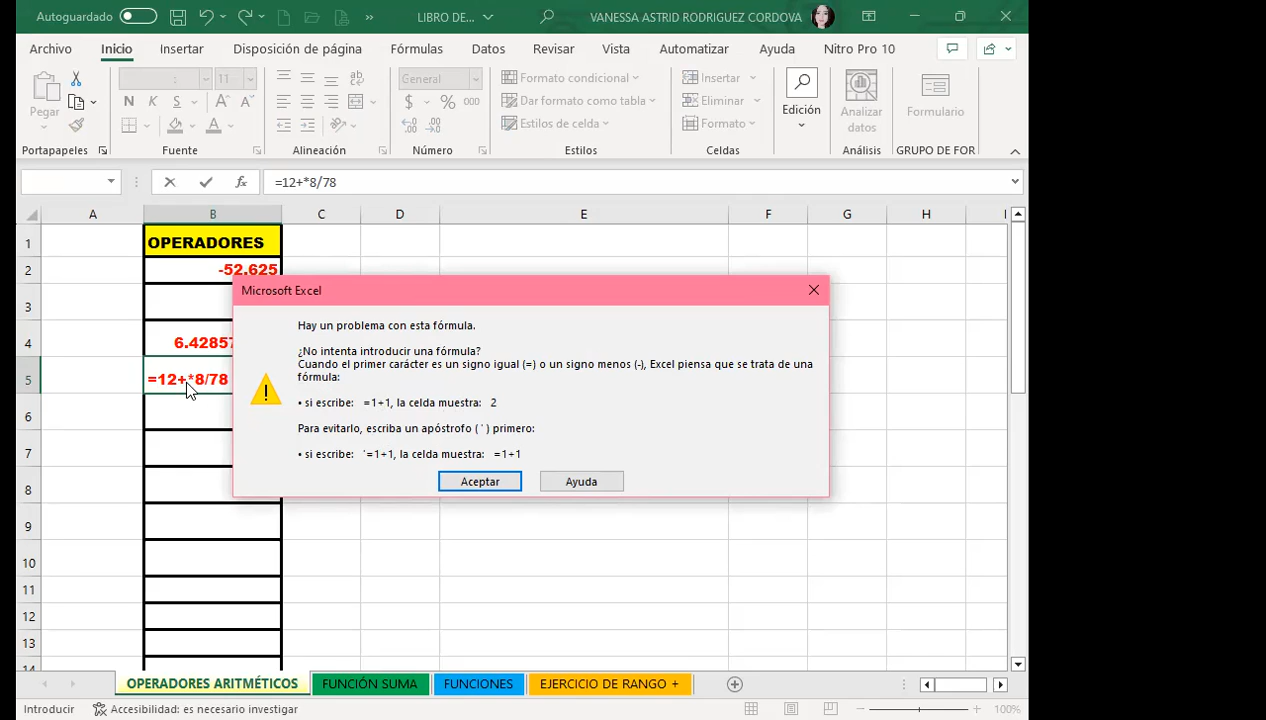 Autoguardado
LIBRO DE...
VANESSA ASTRID RODRIGUEZ CORDOVA
Archivo Inicio Insertar Disposición de página Fórmulas Datos Revisar Vista Automatizar Ayuda Nitro Pro 10
Pegar
11
N K S
General
$ % 000
Formato condicional
Dar formato como tabla
Estilos de celda
Insertar
Eliminar
Formato
Edición
Analizar
datos
Formulario
Portapapeles Fuente Alineación Número Estilos Celdas Análisis GRUPO DE FOR
fx =12+*8/78
A B C D E F G H
1 OPERADORES
2 -52.625
3
4 6.42857
5 =12+*8/78
6
7
8
9
10
11
12
13
14
Microsoft Excel
Hay un problema con esta fórmula.
¿No intenta introducir una fórmula?
Cuando el primer carácter es un signo igual (=) o un signo menos (-), Excel piensa que se trata de una
fórmula:
• si escribe: =1+1, la celda muestra: 2
Para evitarlo, escriba un apóstrofo ( ' ) primero:
• si escribe: '=1+1, la celda muestra: =1+1
Aceptar Ayuda
OPERADORES ARITMÉTICOS FUNCIÓN SUMA FUNCIONES EJERCICIO DE RANGO +
Introducir Accesibilidad: es necesario investigar 100%